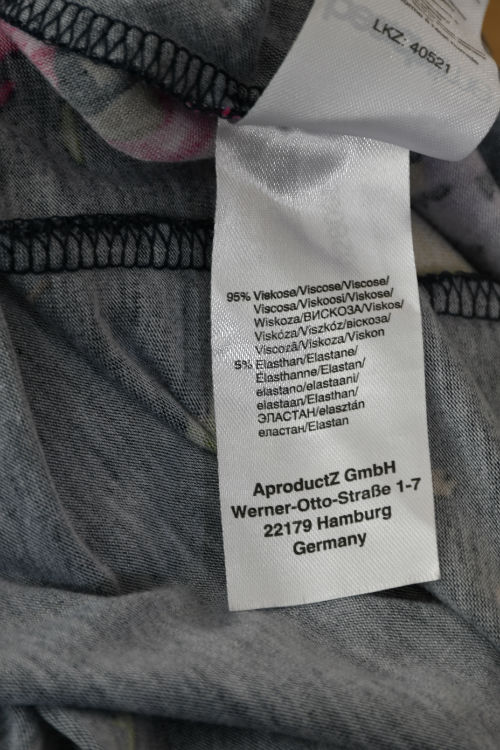 LKZ: 40521
95% Viskose/Viscose/Viscose/
Viscosa/Viskoosi/Viskose/
Wiskoza/ВИСКОЗА/Viskos/
Viskóza/Viszkóz/віскоза/
Viscoză/Viskoza/Viskon
5% Elasthan/Elastane/
Élasthanne/Elastan/
elastano/elastaani/
elastaan/Elasthan/
ЭЛАСТАН/elasztán
еластан/Elastan
AproductZ GmbH
Werner-Otto-Straße 1-7
22179 Hamburg
Germany